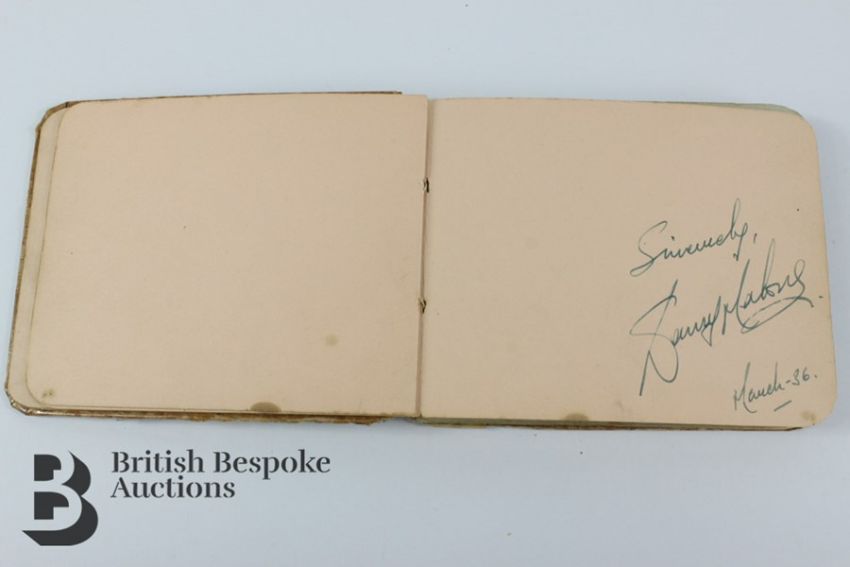 Sincerely,
Danny Malone.
March - 36.
British Bespoke
Auctions